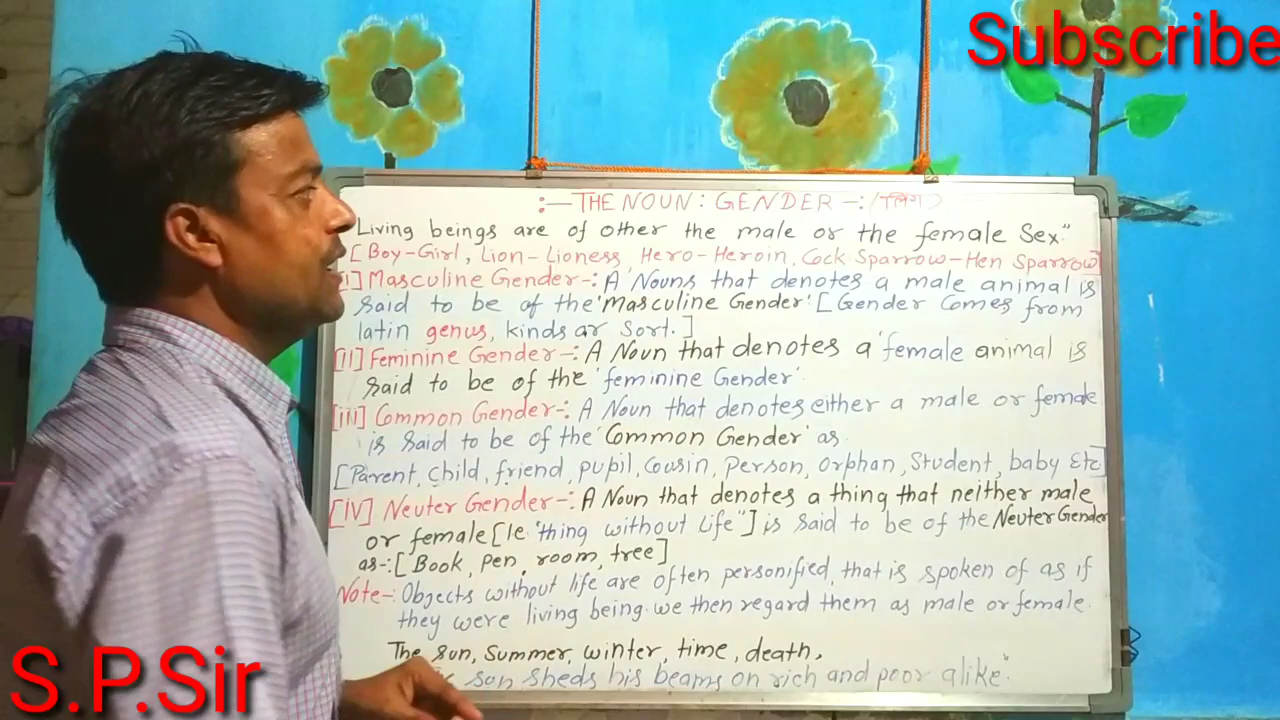 Subscribe
:— THE NOUN : GENDER —: (लिंग)
"Living beings are of other the male or the female Sex."
[Boy-Girl, Lion-Lioness, Hero-Heroin, Cock Sparrow-Hen Sparrow]
[I] Masculine Gender-: A Nouns that denotes a male animal is
said to be of the 'Masculine Gender' [Gender Comes from
latin genus, kinds or Sort.]
[II] Feminine Gender-: A Noun that denotes a 'female animal is
said to be of the 'feminine Gender'.
[III] Common Gender-: A Noun that denotes either a male or female
is said to be of the 'Common Gender' as
[Parent, child, friend, pupil, Cousin, Person, Orphan, Student, baby Etc]
[IV] Neuter Gender-: A Noun that denotes a thing that neither male
or female [Ie. "thing without Life"] is said to be of the Neuter Gender
as-: [Book, Pen, room, tree]
Note-: Objects without life are often personified, that is spoken of as if
they were living being. we then regard them as male or female.
The Sun, Summer, winter, time, death,
sun sheds his beams on rich and poor alike."
S.P.Sir